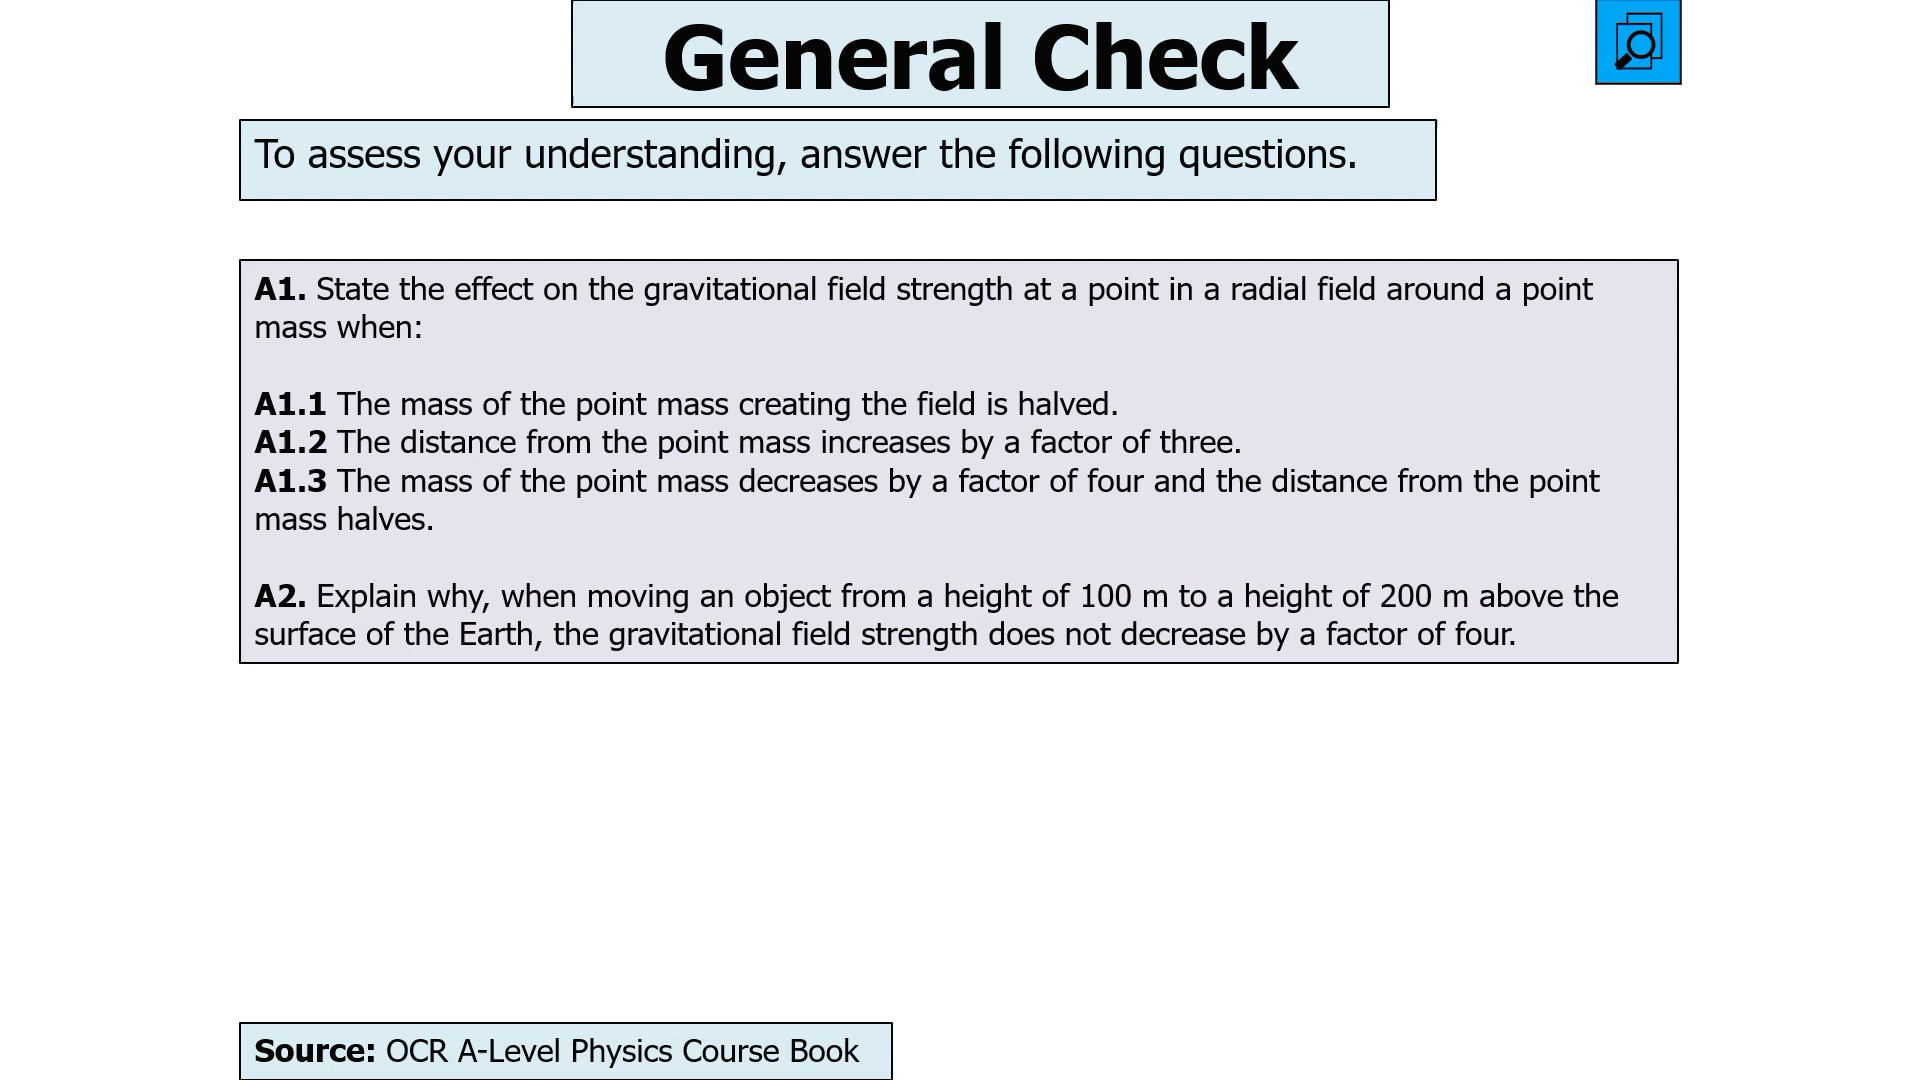 General Check
To assess your understanding, answer the following questions.
A1. State the effect on the gravitational field strength at a point in a radial field around a point
mass when:
A1.1 The mass of the point mass creating the field is halved.
A1.2 The distance from the point mass increases by a factor of three.
A1.3 The mass of the point mass decreases by a factor of four and the distance from the point
mass halves.
A2. Explain why, when moving an object from a height of 100 m to a height of 200 m above the
surface of the Earth, the gravitational field strength does not decrease by a factor of four.
Source: OCR A-Level Physics Course Book